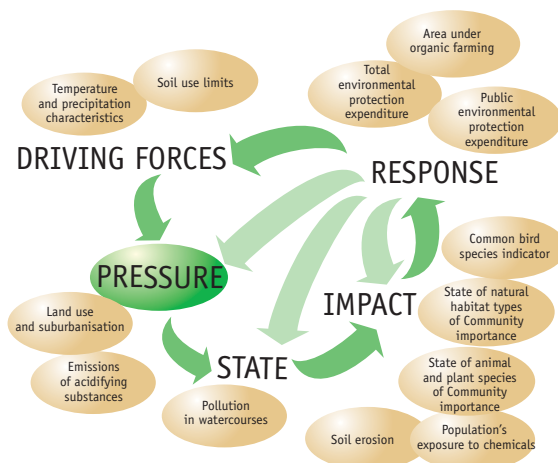 Area under
organic farming
Soil use limits
Temperature
and precipitation
characteristics
Total
environmental
protection
expenditure
Public
environmental
protection
expenditure
DRIVING FORCES
RESPONSE
Common bird
species indicator
PRESSURE
IMPACT
State of natural
habitat types
of Community
importance
Land use
and suburbanisation
Emissions
of acidifying
substances
STATE
State of animal
and plant species
of Community
importance
Pollution
in watercourses
Soil erosion
Population's
exposure to chemicals